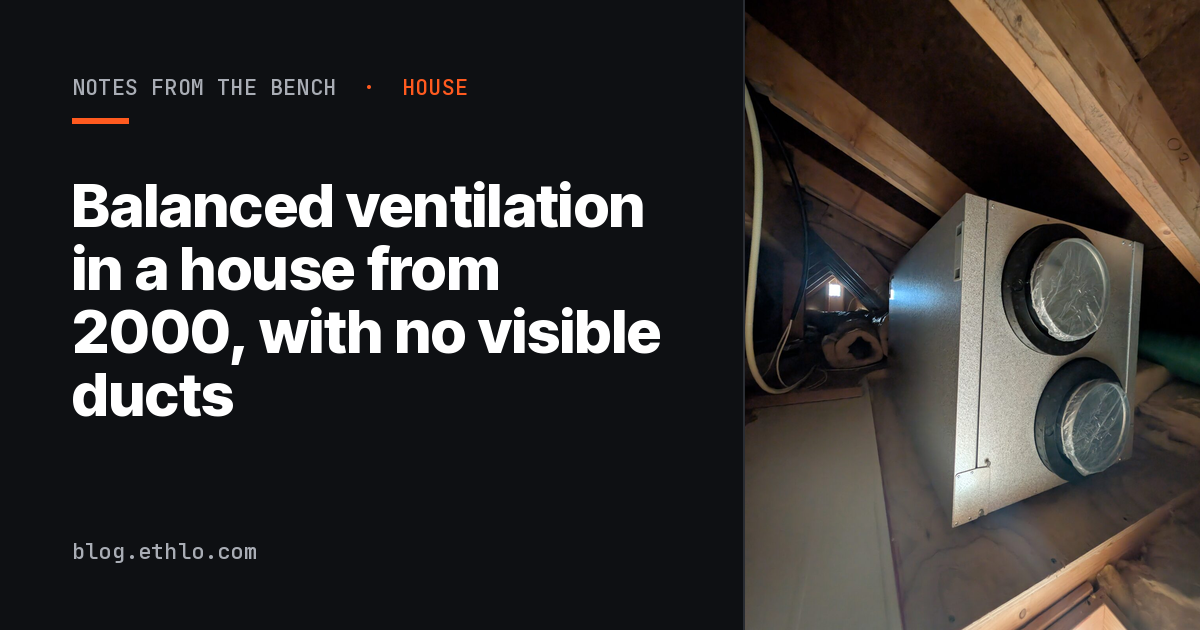 NOTES FROM THE BENCH · HOUSE
Balanced ventilation
in a house from
2000, with no visible
ducts
blog.ethlo.com